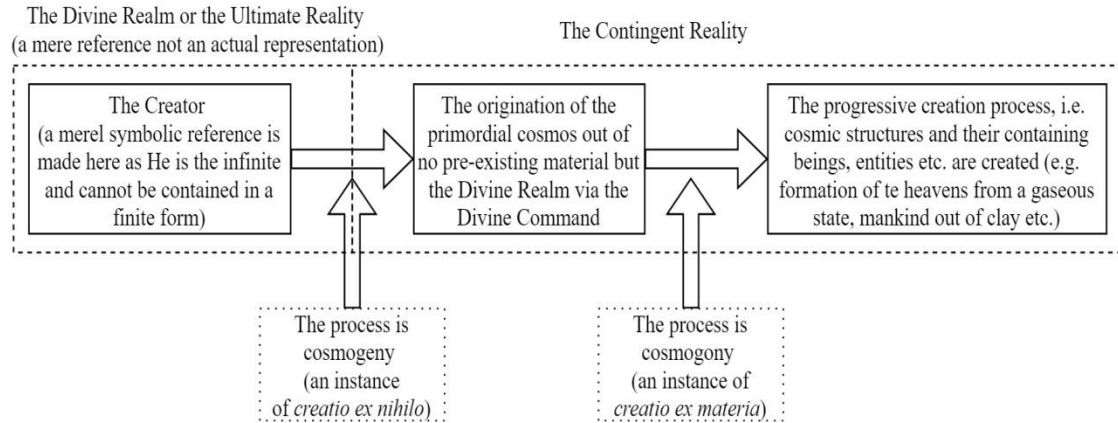 The Divine Realm or the Ultimate Reality
(a mere reference not an actual representation)
The Contingent Reality
The Creator
(a merel symbolic reference is
made here as He is the infinite
and cannot be contained in a
finite form)
The origination of the
primordial cosmos out of
no pre-existing material but
the Divine Realm via the
Divine Command
The progressive creation process, i.e.
cosmic structures and their containing
beings, entities etc. are created (e.g.
formation of te heavens from a gaseous
state, mankind out of clay etc.)
The process is
cosmogeny
(an instance
of creatio ex nihilo)
The process is
cosmogony
(an instance of
creatio ex materia)